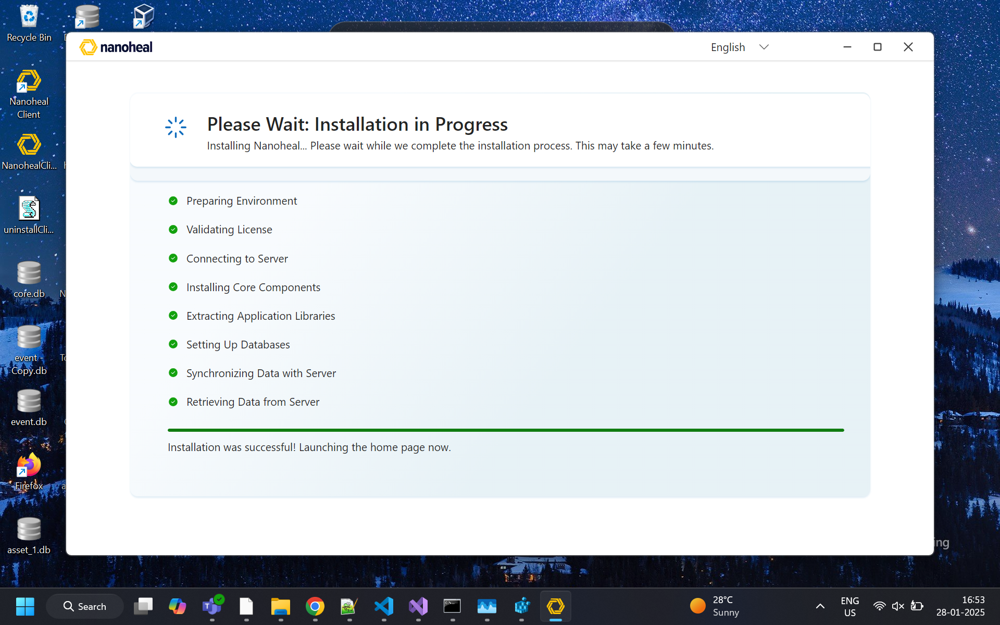 Recycle Bin
nanoheal
English
Nanoheal
Client
NanohealCli...
uninstallCli...
core.db
event -
Copy.db
event.db
Firefox
asset_1.db
Please Wait: Installation in Progress
Installing Nanoheal... Please wait while we complete the installation process. This may take a few minutes.
Preparing Environment
Validating License
Connecting to Server
Installing Core Components
Extracting Application Libraries
Setting Up Databases
Synchronizing Data with Server
Retrieving Data from Server
Installation was successful! Launching the home page now.
ing
Search
28°C
Sunny
ENG
US
16:53
28-01-2025